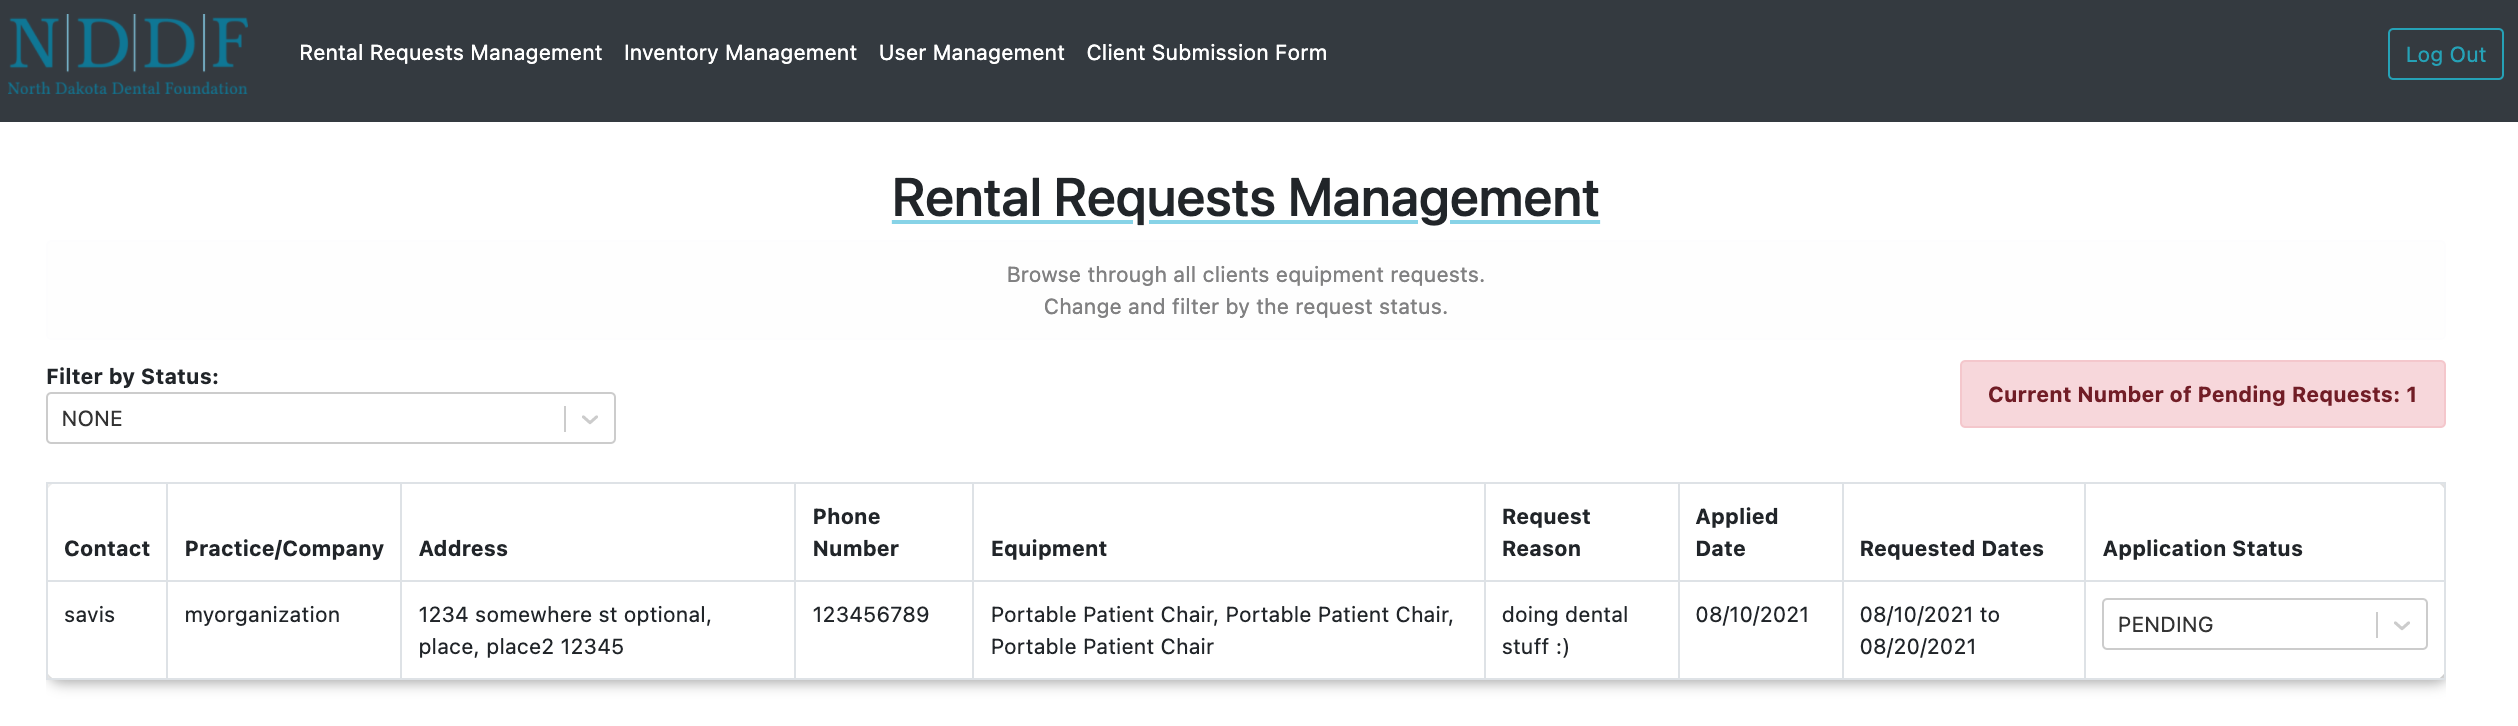 N|D|D|F
North Dakota Dental Foundation
Rental Requests Management Inventory Management User Management Client Submission Form
Log Out
Rental Requests Management
Browse through all clients equipment requests.
Change and filter by the request status.
Filter by Status:
NONE
Current Number of Pending Requests: 1
Contact
Practice/Company
Address
Phone
Number
Equipment
Request
Reason
Applied
Date
Requested Dates
Application Status
savis
myorganization
1234 somewhere st optional,
place, place2 12345
123456789
Portable Patient Chair, Portable Patient Chair,
Portable Patient Chair
doing dental
stuff :)
08/10/2021
08/10/2021 to
08/20/2021
PENDING